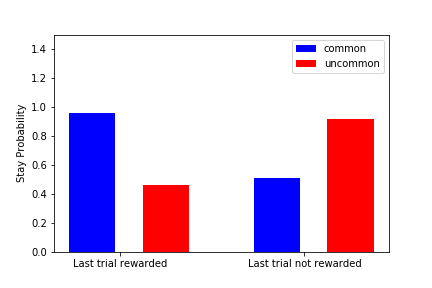 1.4
1.2
1.0
0.8
0.6
0.4
0.2
0.0
Stay Probability
common
uncommon
Last trial rewarded
Last trial not rewarded